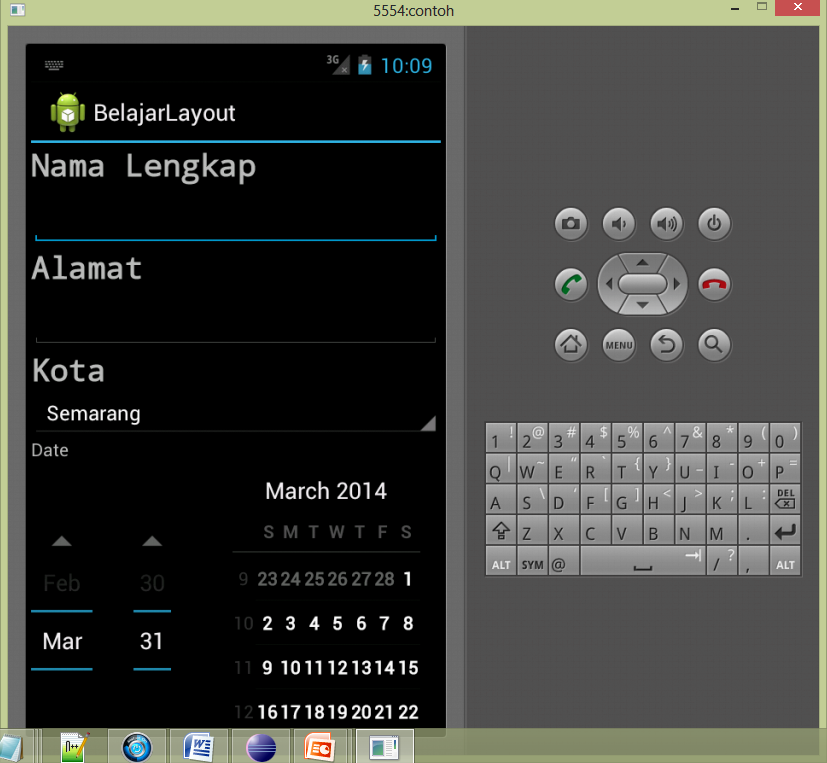 5554:contoh
3G 10:09
BelajarLayout
Nama Lengkap
Alamat
Kota
Semarang
Date
March 2014
S M T W T F S
Feb 30
Mar 31
9 23 24 25 26 27 28 1
10 2 3 4 5 6 7 8
11 9 10 11 12 13 14 15
12 16 17 18 19 20 21 22
MENU
1 ! 2 @ 3 # 4 $ 5 % 6 ^ 7 & 8 * 9 ( 0 )
Q | W ~ E " R ` T { Y } U _ I - O + P =
A S \ D ' F [ G ] H < J > K ; L : DEL
Z X C V B N M .
ALT SYM @ / ? , ALT